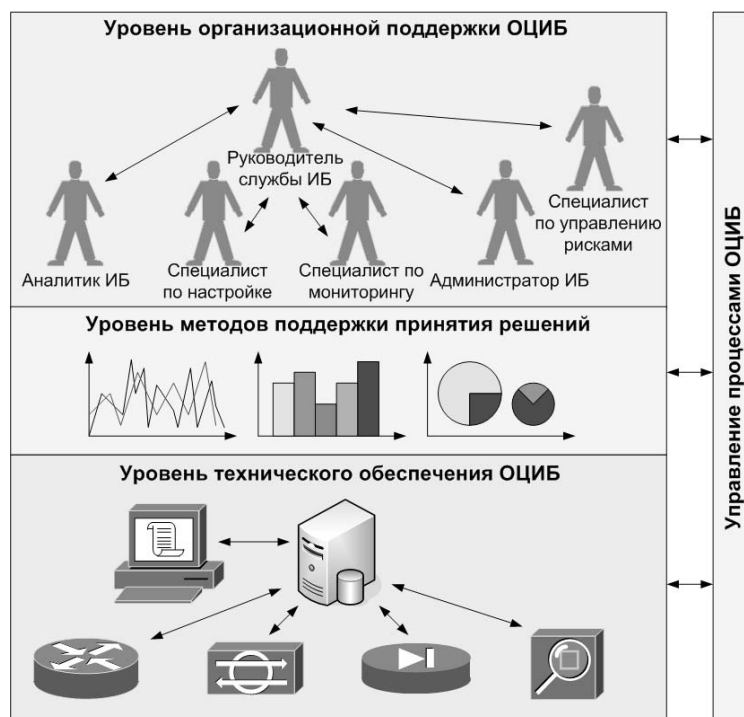 Уровень организационной поддержки ОЦИБ
Руководитель
службы ИБ
Специалист
по управлению
рисками
Аналитик ИБ
Специалист
по настройке
Специалист по
мониторингу
Администратор ИБ
Уровень методов поддержки принятия решений
Уровень технического обеспечения ОЦИБ
Управление процессами ОЦИБ